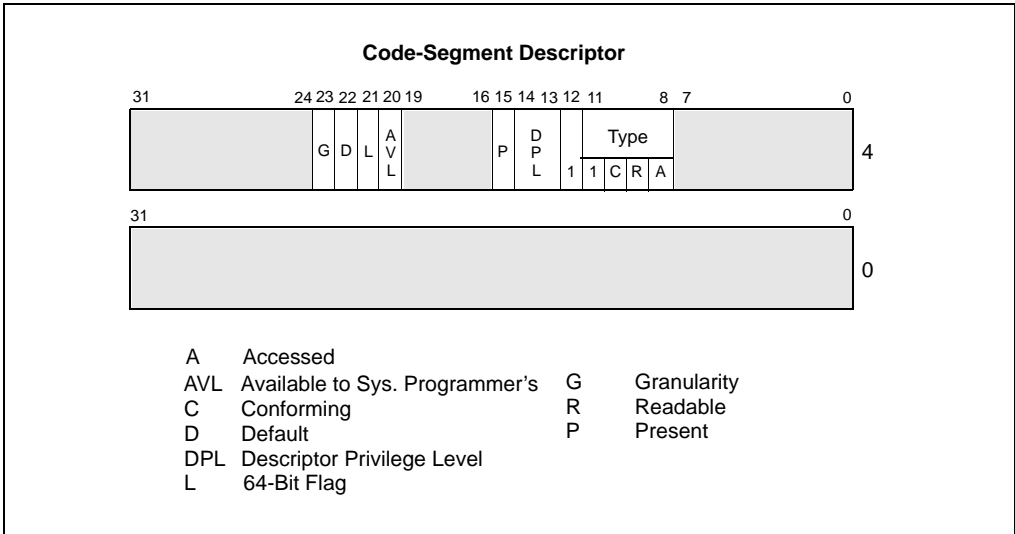 Code-Segment Descriptor
31 24 23 22 21 20 19 16 15 14 13 12 11 8 7 0
G D L AVL P DPL 1 Type 4
1 C R A
31 0
0
A Accessed
AVL Available to Sys. Programmer's G Granularity
C Conforming R Readable
D Default P Present
DPL Descriptor Privilege Level
L 64-Bit Flag